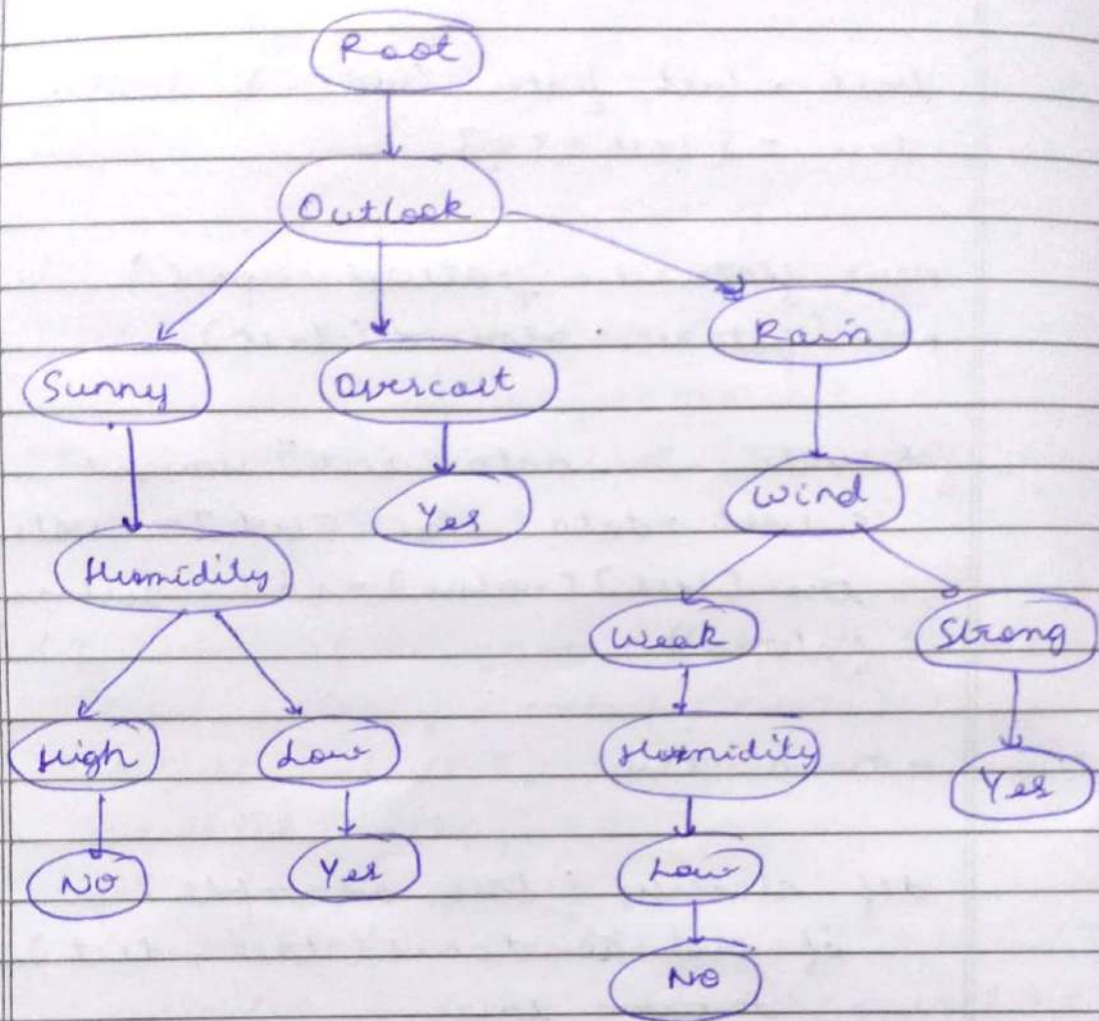 Root
Outlook
Sunny Overcast Rain
Yes Wind
Humidity
Weak Strong
High Low Humidity
Yes
No Yes Low
No